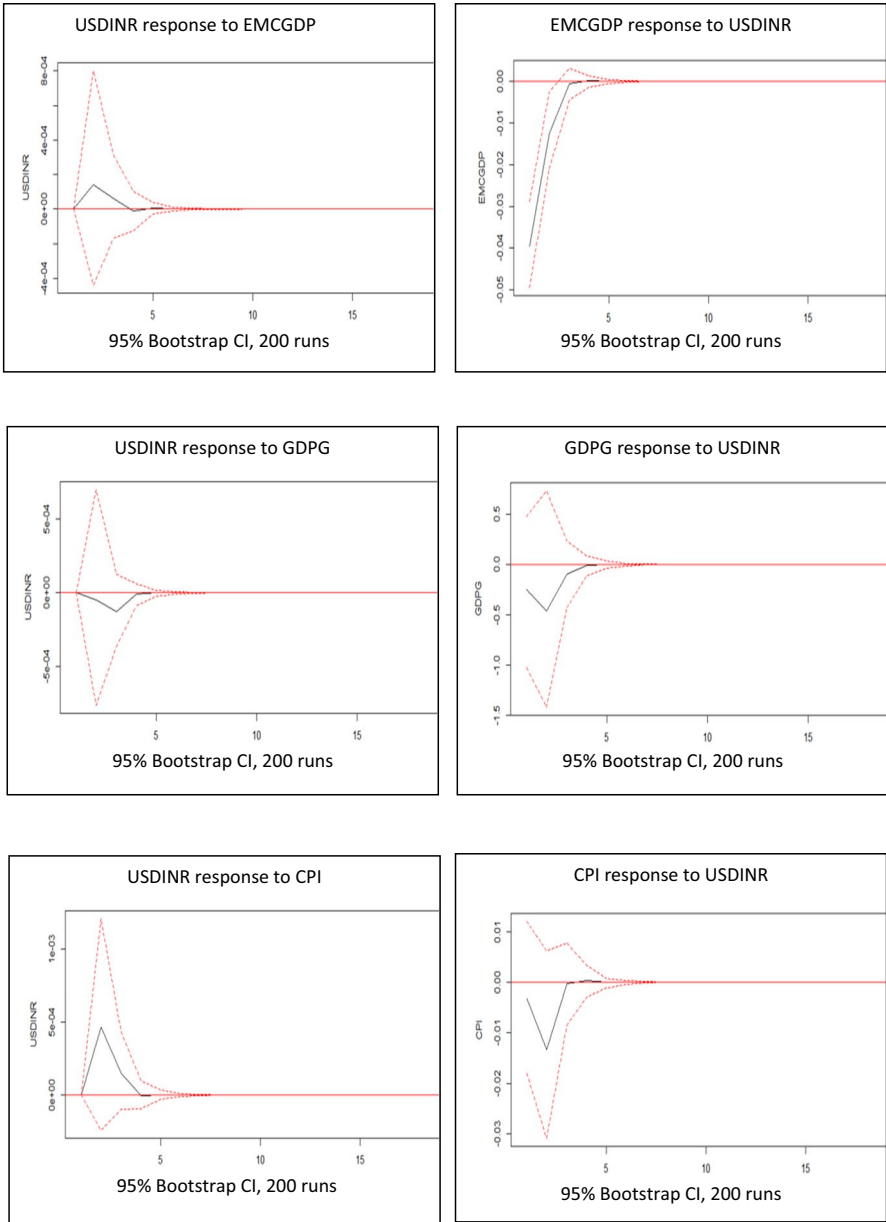 USDINR response to EMCGDP
8e-04
4e-04
0e+00
-4e-04
USDINR
5
10
15
95% Bootstrap CI, 200 runs
EMCGDP response to USDINR
0.00
-0.01
-0.02
-0.03
-0.04
-0.05
EMCGDP
5
10
15
95% Bootstrap CI, 200 runs
USDINR response to GDPG
5e-04
0e+00
-5e-04
USDINR
5
10
15
95% Bootstrap CI, 200 runs
GDPG response to USDINR
0.5
0.0
-0.5
-1.0
-1.5
GDPG
5
10
15
95% Bootstrap CI, 200 runs
USDINR response to CPI
1e-03
5e-04
0e+00
USDINR
5
10
15
95% Bootstrap CI, 200 runs
CPI response to USDINR
0.01
0.00
-0.01
-0.02
-0.03
CPI
5
10
15
95% Bootstrap CI, 200 runs